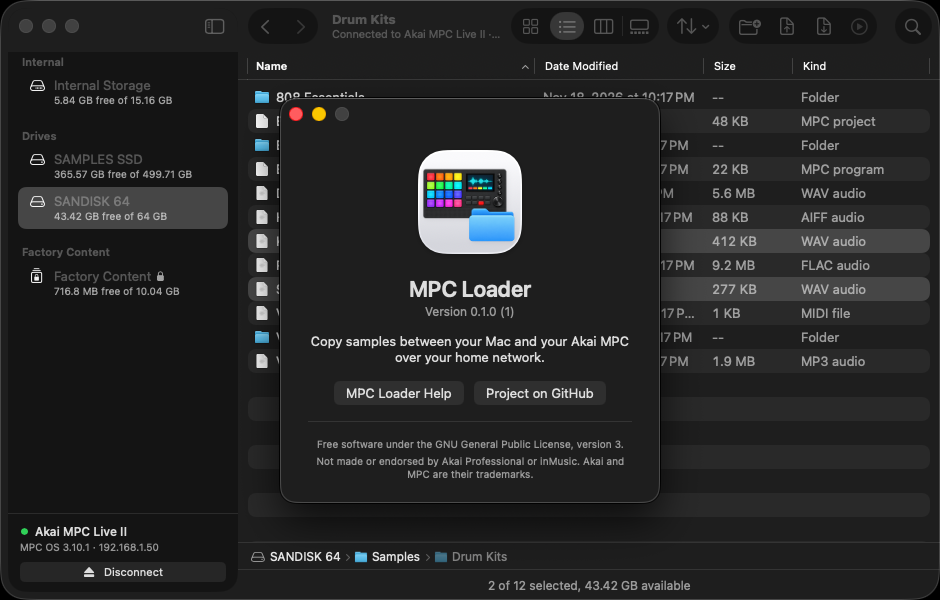 Drum Kits
Connected to Akai MPC Live II ·...
Internal
Internal Storage
5.84 GB free of 15.16 GB
Drives
SAMPLES SSD
365.57 GB free of 499.71 GB
SANDISK 64
43.42 GB free of 64 GB
Factory Content
Factory Content
716.8 MB free of 10.04 GB
Akai MPC Live II
MPC OS 3.10.1 · 192.168.1.50
Disconnect
Name Date Modified Size Kind
808 Essentials Nov 18, 2026 at 10:17 PM -- Folder
48 KB MPC project
7 PM -- Folder
22 KB MPC program
PM 5.6 MB WAV audio
17 PM 88 KB AIFF audio
412 KB WAV audio
17 PM 9.2 MB FLAC audio
277 KB WAV audio
17 P... 1 KB MIDI file
17 PM -- Folder
7 PM 1.9 MB MP3 audio
MPC Loader
Version 0.1.0 (1)
Copy samples between your Mac and your Akai MPC
over your home network.
MPC Loader Help Project on GitHub
Free software under the GNU General Public License, version 3.
Not made or endorsed by Akai Professional or inMusic. Akai and
MPC are their trademarks.
SANDISK 64 › Samples › Drum Kits
2 of 12 selected, 43.42 GB available